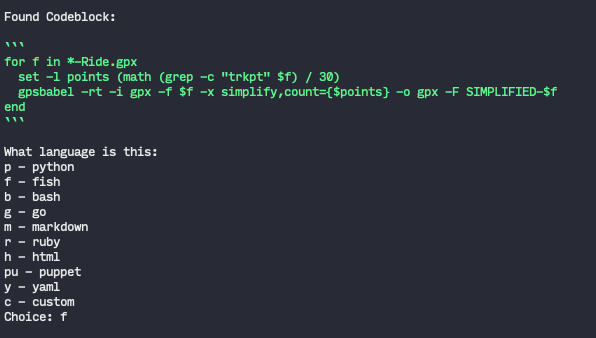 Found Codeblock:
```
for f in *-Ride.gpx
  set -l points (math (grep -c "trkpt" $f) / 30)
  gpsbabel -rt -i gpx -f $f -x simplify,count={$points} -o gpx -F SIMPLIFIED-$f
end
```
What language is this:
p - python
f - fish
b - bash
g - go
m - markdown
r - ruby
h - html
pu - puppet
y - yaml
c - custom
Choice: f